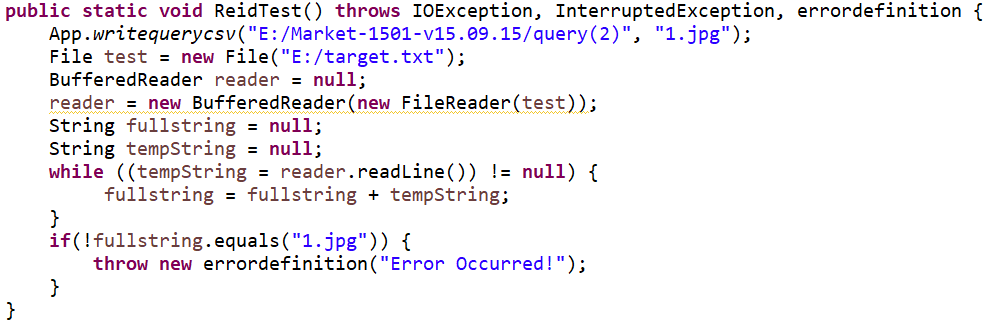 public static void ReidTest() throws IOException, InterruptedException, errordefinition {
    App.writequerycsv("E:/Market-1501-v15.09.15/query(2)", "1.jpg");
    File test = new File("E:/target.txt");
    BufferedReader reader = null;
    reader = new BufferedReader(new FileReader(test));
    String fullstring = null;
    String tempString = null;
    while ((tempString = reader.readLine()) != null) {
         fullstring = fullstring + tempString;
    }
    if(!fullstring.equals("1.jpg")) {
        throw new errordefinition("Error Occurred!");
    }
}